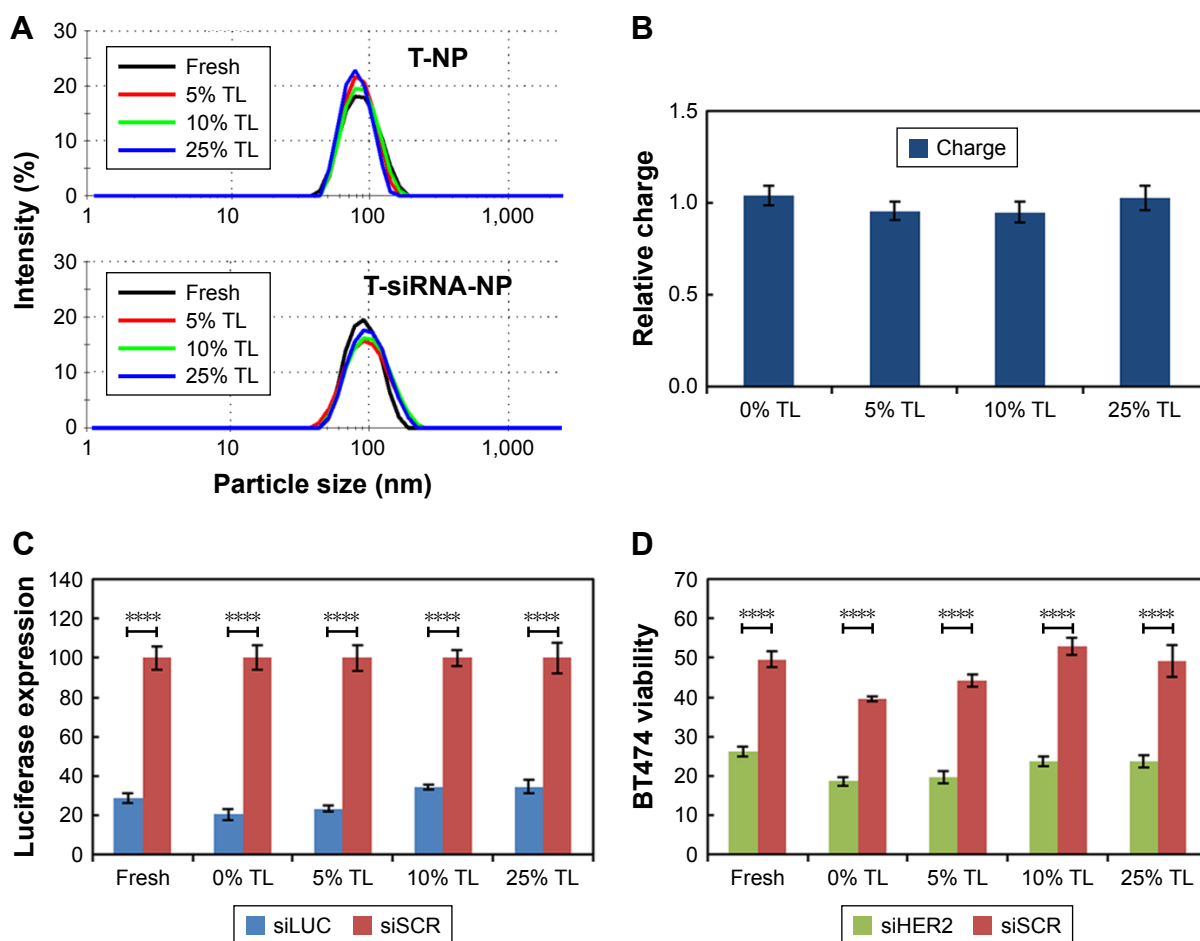 A
Intensity (%)
30
20
10
0
T-NP
Fresh
5% TL
10% TL
25% TL
1
10
100
1,000
30
20
10
0
T-siRNA-NP
Fresh
5% TL
10% TL
25% TL
1
10
100
1,000
Particle size (nm)
B
Relative charge
1.5
1.0
0.5
0.0
Charge
0% TL
5% TL
10% TL
25% TL
C
Luciferase expression
140
120
100
80
60
40
20
0
**** **** **** **** ****
Fresh
0% TL
5% TL
10% TL
25% TL
siLUC
siSCR
D
BT474 viability
70
60
50
40
30
20
10
0
**** **** **** **** ****
Fresh
0% TL
5% TL
10% TL
25% TL
siHER2
siSCR